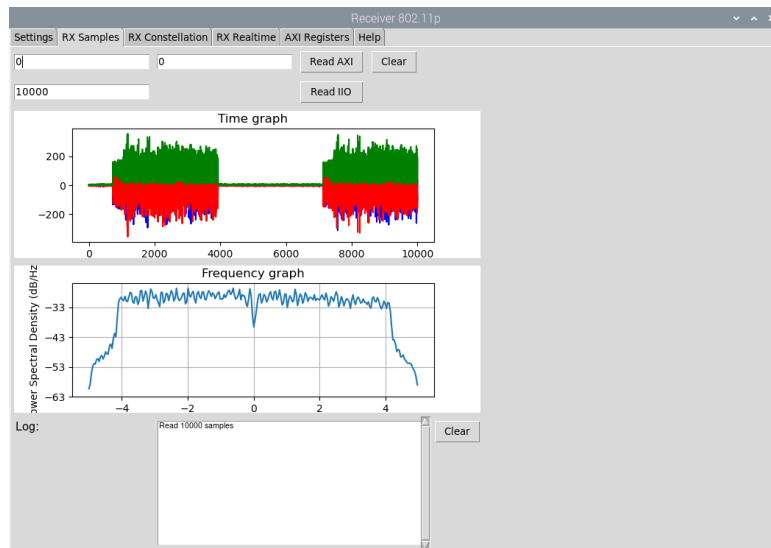 Receiver 802.11p
Settings RX Samples RX Constellation RX Realtime AXI Registers Help
0 0 Read AXI Clear
10000 Read IIO
Time graph
200
0
−200
0 2000 4000 6000 8000 10000
Frequency graph
ower Spectral Density (dB/Hz
−33
−43
−53
−63
−4 −2 0 2 4
Log: Read 10000 samples Clear